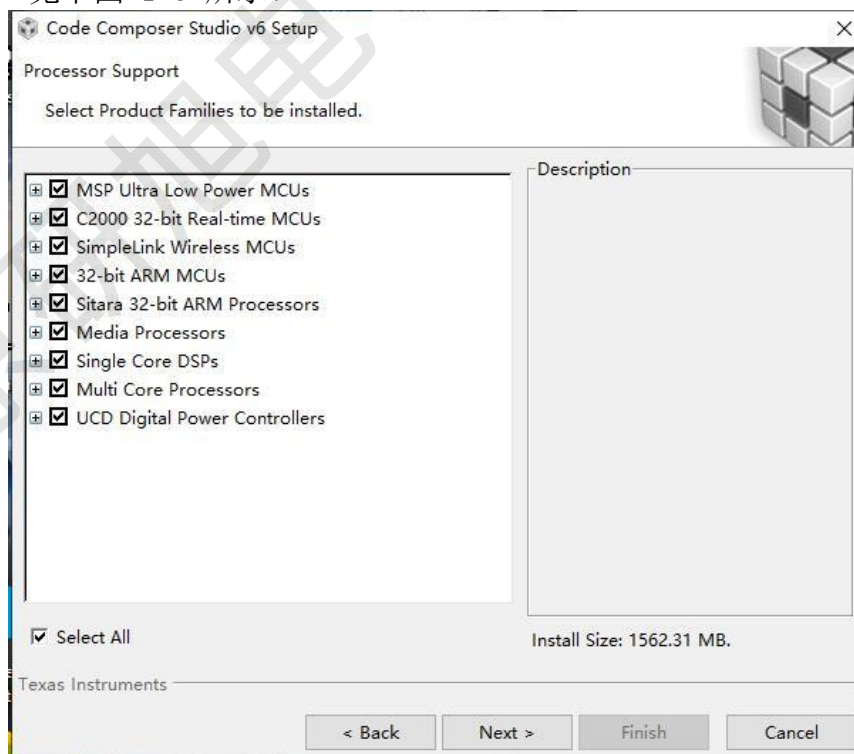 Code Composer Studio v6 Setup
Processor Support
Select Product Families to be installed.
Description
MSP Ultra Low Power MCUs
C2000 32-bit Real-time MCUs
SimpleLink Wireless MCUs
32-bit ARM MCUs
Sitara 32-bit ARM Processors
Media Processors
Single Core DSPs
Multi Core Processors
UCD Digital Power Controllers
Select All
Install Size: 1562.31 MB.
Texas Instruments
< Back
Next >
Finish
Cancel
研旭电